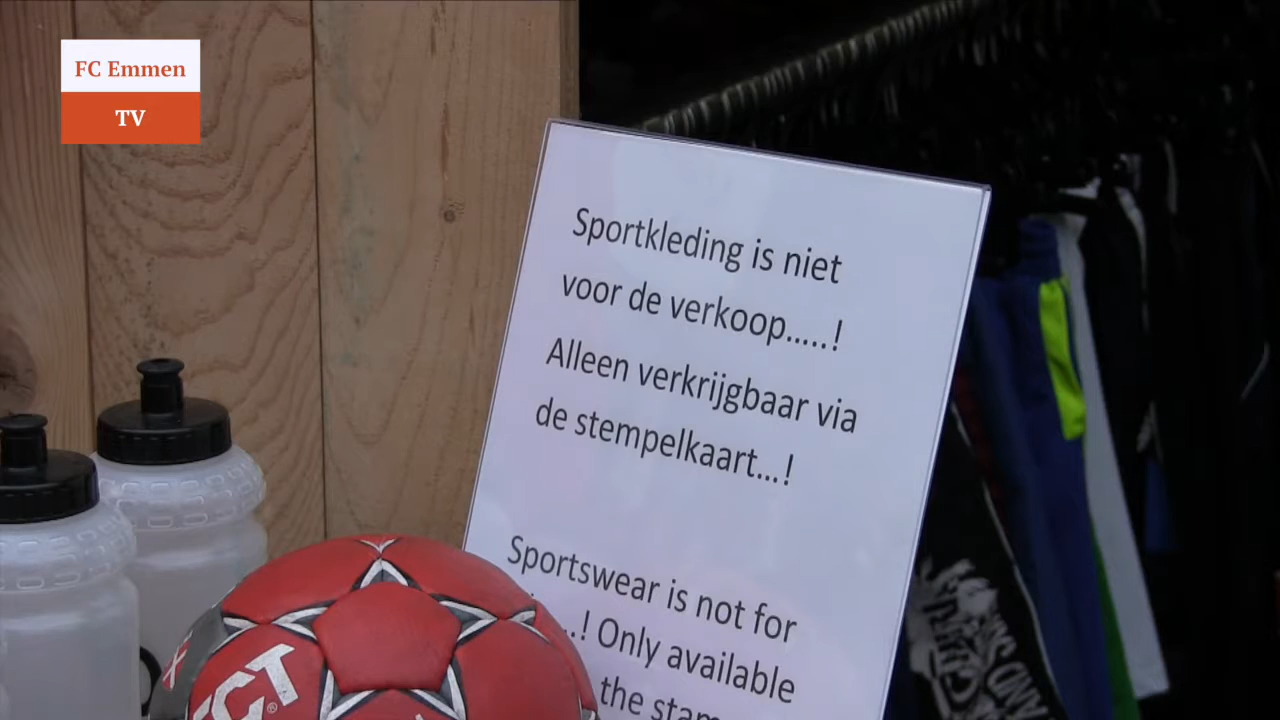 FC Emmen
TV
Sportkleding is niet
voor de verkoop.....!
Alleen verkrijgbaar via
de stempelkaart...!
Sportswear is not for
...! Only available
the